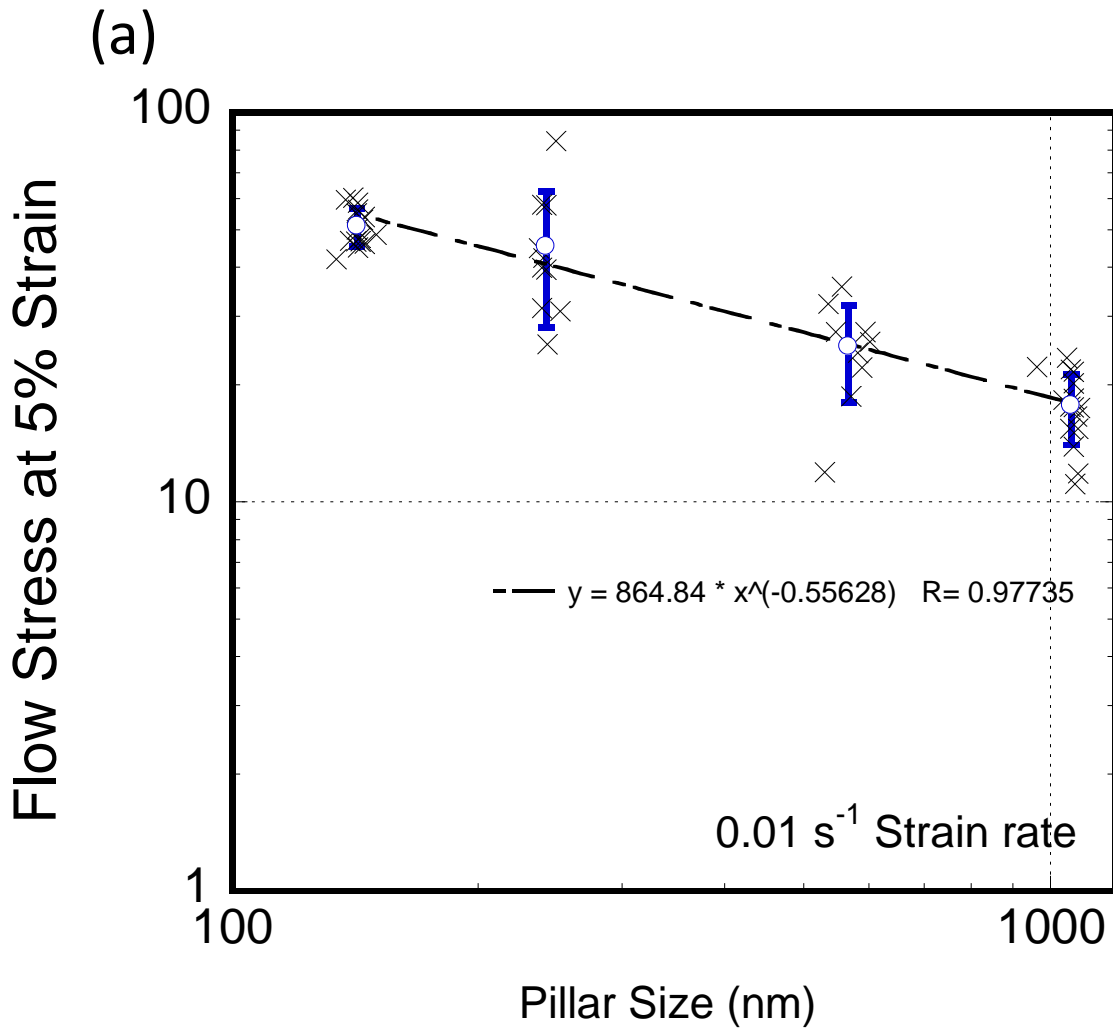 (a)
100
Flow Stress at 5% Strain
10
y = 864.84 * x^(-0.55628) R= 0.97735
0.01 s⁻¹ Strain rate
1
100
1000
Pillar Size (nm)